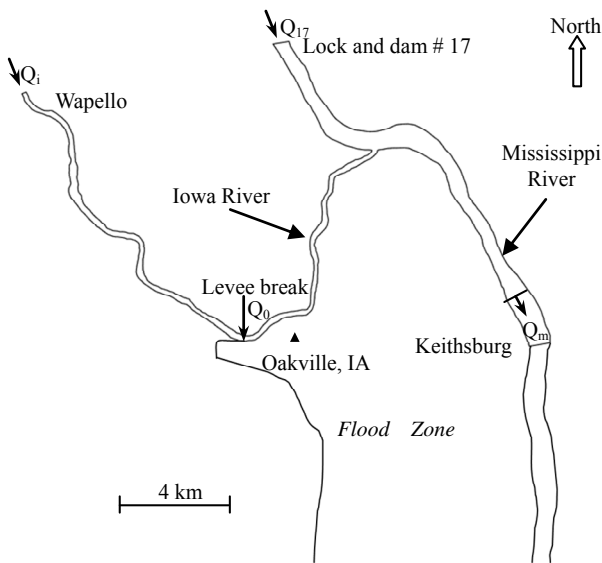 Q17
Lock and dam # 17
North
Qi
Wapello
Mississippi
River
Iowa River
Levee break
Q0
Qm
Keithsburg
Oakville, IA
Flood Zone
4 km